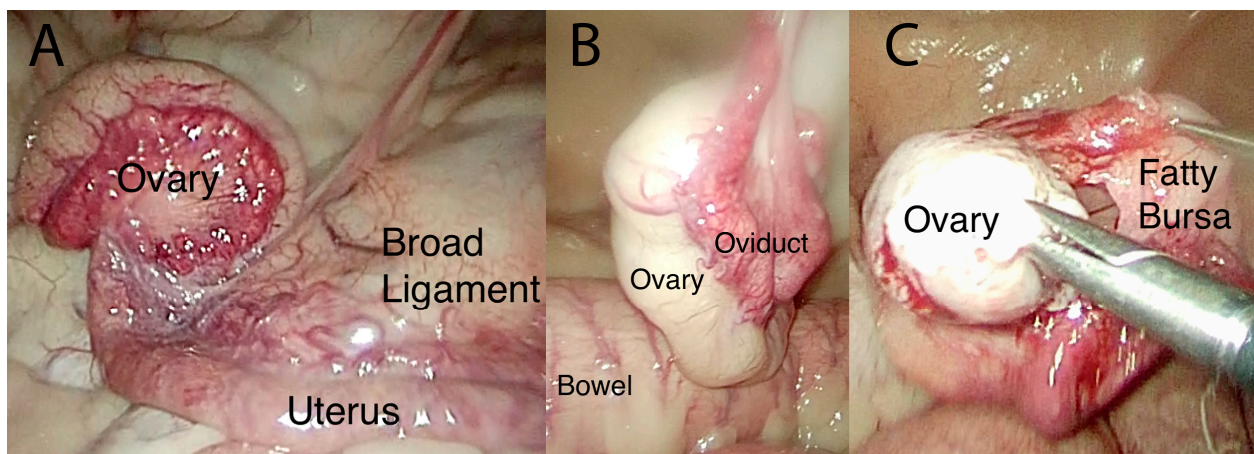 A
Ovary
Broad
Ligament
Uterus
B
Oviduct
Ovary
Bowel
C
Ovary
Fatty
Bursa